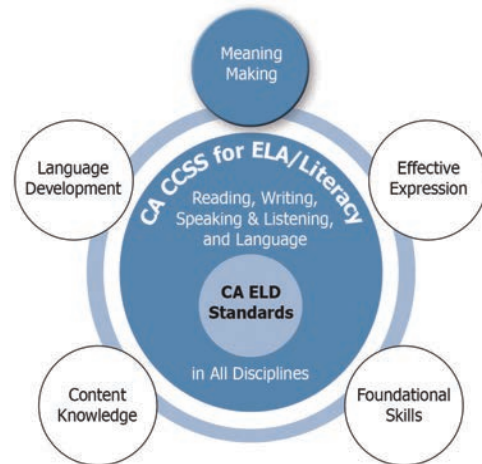 Meaning
Making
Language
Development
Effective
Expression
CA CCSS for ELA/Literacy
Reading, Writing,
Speaking & Listening,
and Language
CA ELD
Standards
in All Disciplines
Content
Knowledge
Foundational
Skills